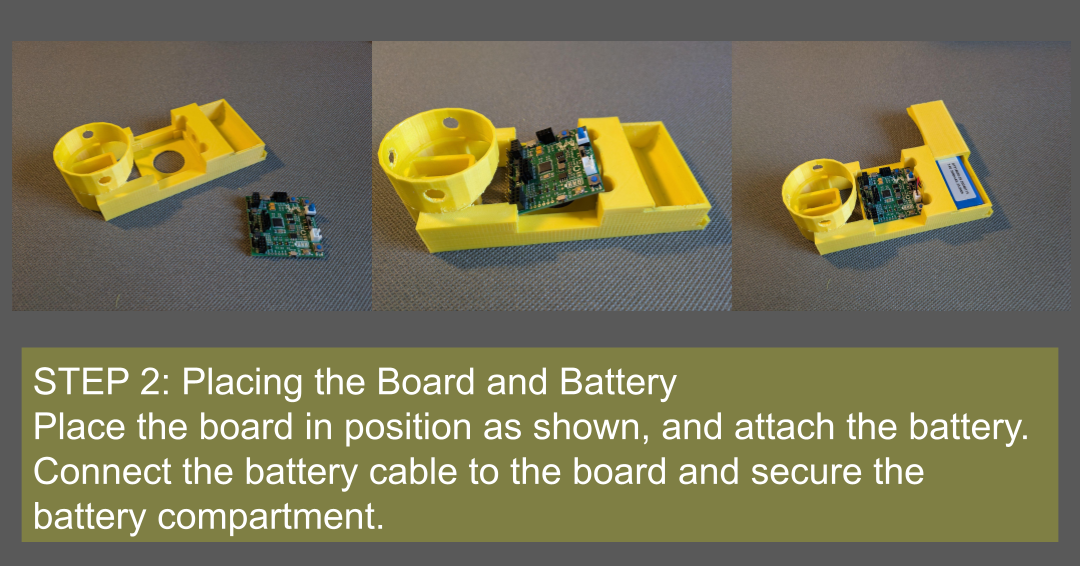 STEP 2: Placing the Board and Battery
Place the board in position as shown, and attach the battery.
Connect the battery cable to the board and secure the
battery compartment.